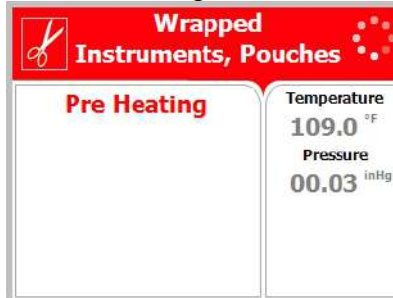 Wrapped
Instruments, Pouches
Pre Heating
Temperature
109.0 °F
Pressure
00.03 inHg